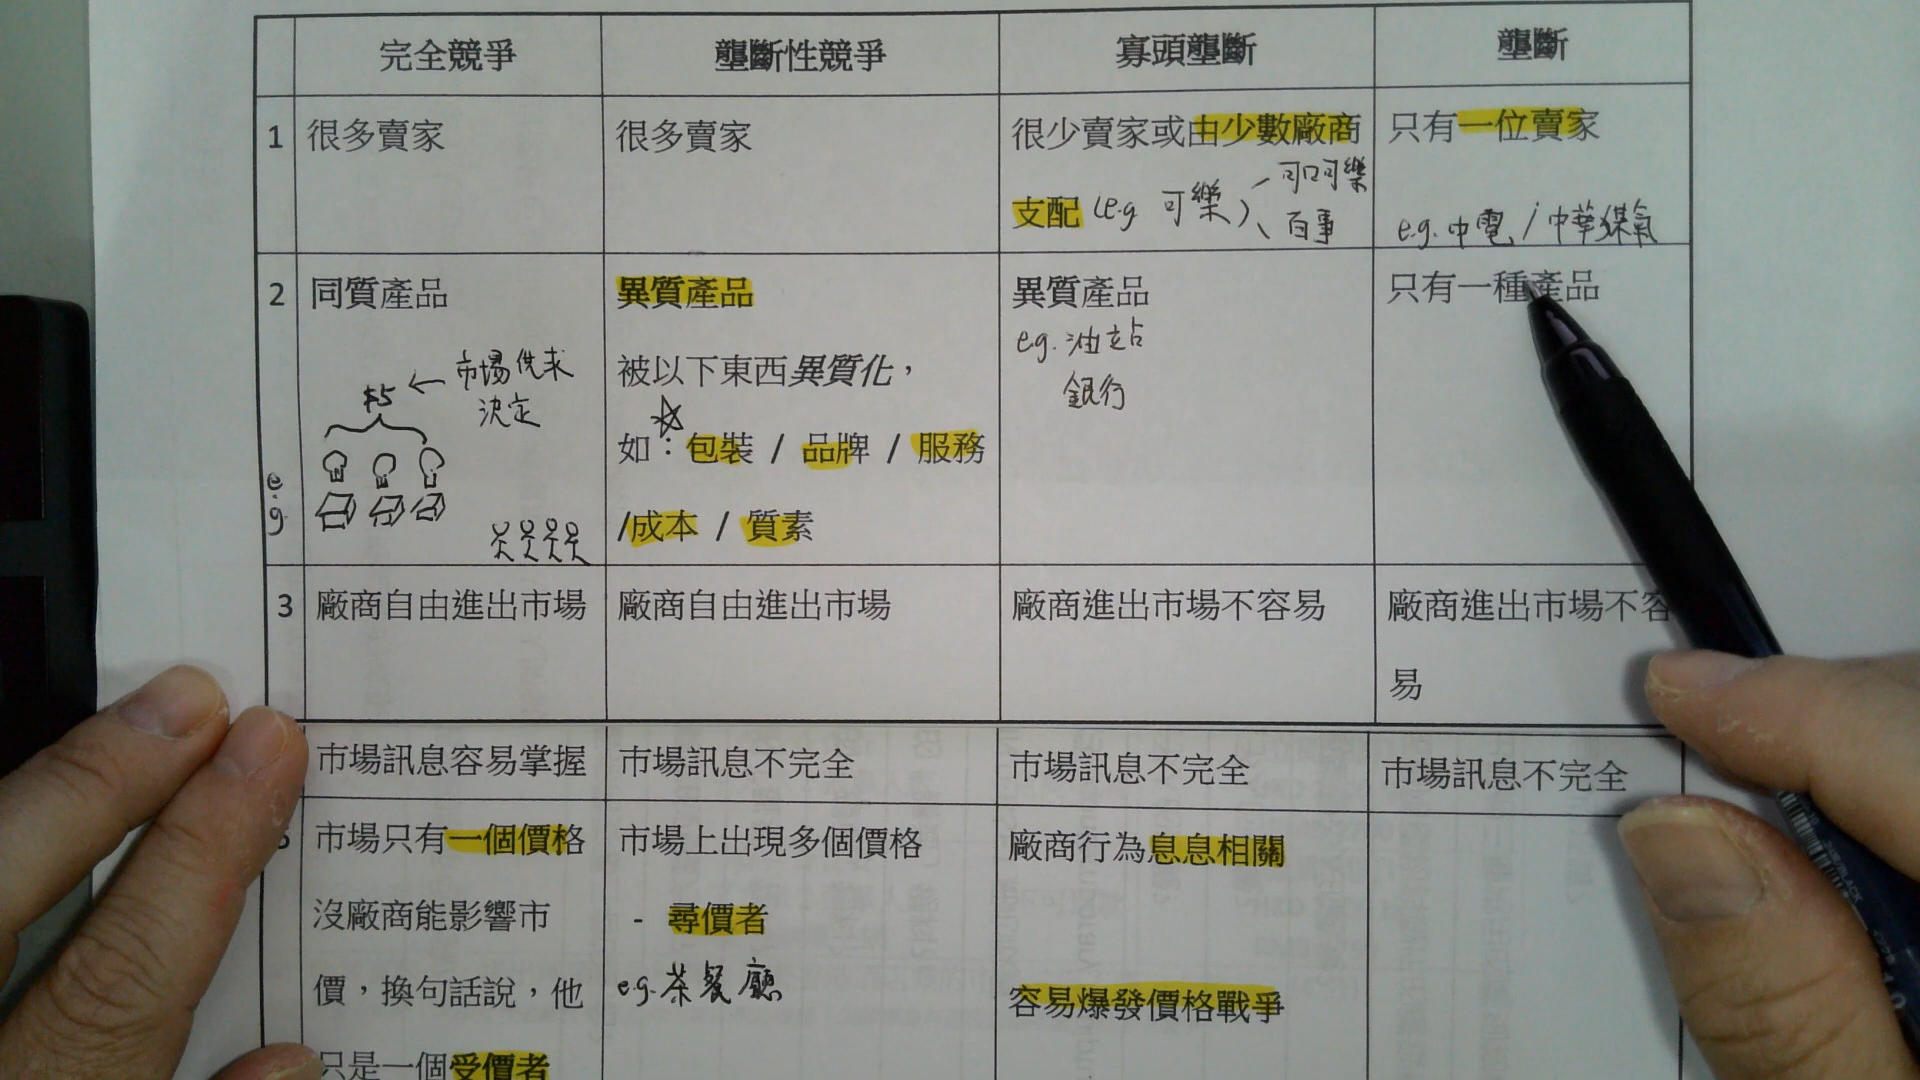 完全競爭
壟斷性競爭
寡頭壟斷
壟斷
1
很多賣家
很多賣家
很少賣家或由少數廠商
支配 (e.g 可樂)
可口可樂
百事
只有一位賣家
e.g. 中電 / 中華煤氣
2
e.g
同質產品
$5 ← 市場供求
決定
異質產品
被以下東西異質化，
如：包裝 / 品牌 / 服務
/成本 / 質素
異質產品
e.g. 油站
銀行
只有一種產品
3
廠商自由進出市場
廠商自由進出市場
廠商進出市場不容易
廠商進出市場不容
易
市場訊息容易掌握
市場訊息不完全
市場訊息不完全
市場訊息不完全
市場只有一個價格
沒廠商能影響市
價，換句話說，他
只是一個受價者
市場上出現多個價格
- 尋價者
e.g. 茶餐廳
廠商行為息息相關
容易爆發價格戰爭